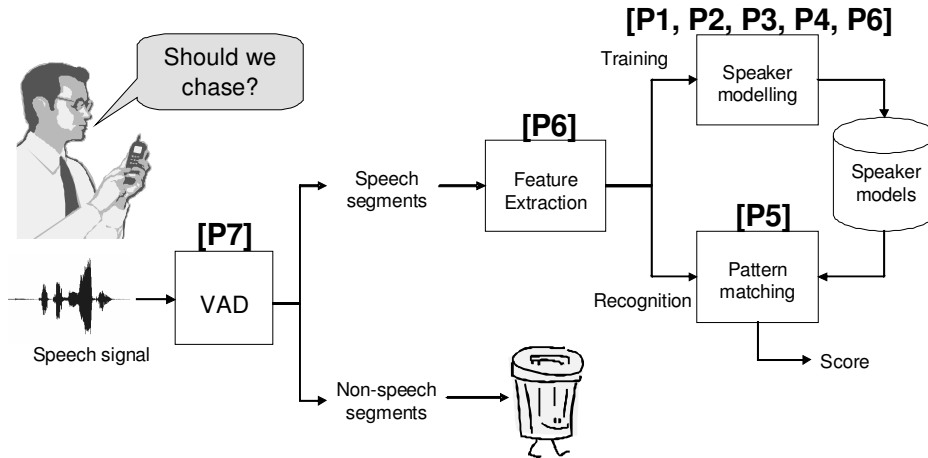 [P1, P2, P3, P4, P6]
Should we
chase?
Training
Speaker
modelling
[P6]
Speech
segments
Feature
Extraction
Speaker
models
[P5]
[P7]
Pattern
matching
Recognition
VAD
Speech signal
Score
Non-speech
segments